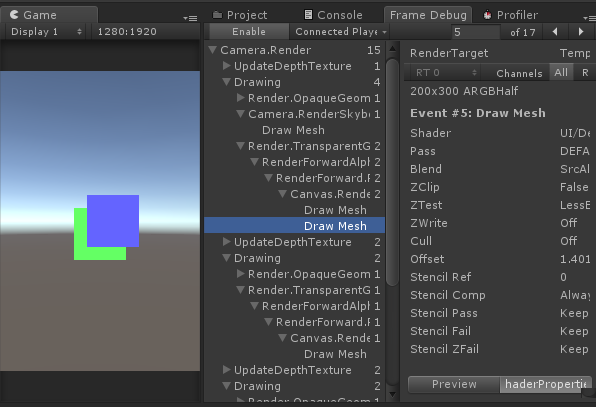 Game
Display 1
1280:1920
Project
Console
Frame Debug
Profiler
Enable
Connected Playe
5
of 17
Camera.Render 15
UpdateDepthTexture 1
Drawing 4
Render.OpaqueGeom 1
Camera.RenderSkyb 1
Draw Mesh
Render.TransparentG 2
RenderForwardAlph 2
RenderForward.R 2
Canvas.Rende 2
Draw Mesh
Draw Mesh
UpdateDepthTexture 2
Drawing 2
Render.OpaqueGeom 1
Render.TransparentG 1
RenderForwardAlph 1
RenderForward.R 1
Canvas.Rende 1
Draw Mesh
UpdateDepthTexture 2
Drawing 2
Render.OpaqueGeom 1
RenderTarget Temp
RT 0 Channels All R
200x300 ARGBHalf
Event #5: Draw Mesh
Shader UI/De
Pass DEFA
Blend SrcAl
ZClip False
ZTest LessE
ZWrite Off
Cull Off
Offset 1.401
Stencil Ref 0
Stencil Comp Alway
Stencil Pass Keep
Stencil Fail Keep
Stencil ZFail Keep
Preview
haderProperti